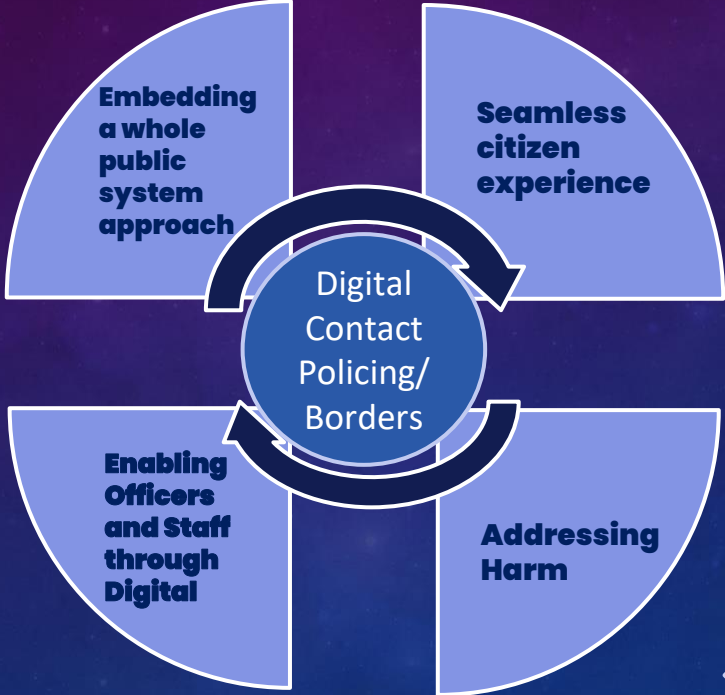 Embedding
a whole
public
system
approach
Seamless
citizen
experience
Digital
Contact
Policing/
Borders
Enabling
Officers
and Staff
through
Digital
Addressing
Harm